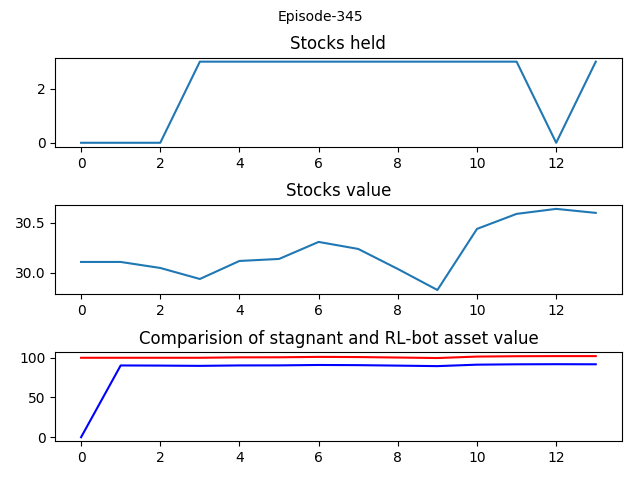 Episode-345
Stocks held
2
0
0 2 4 6 8 10 12
Stocks value
30.5
30.0
0 2 4 6 8 10 12
Comparision of stagnant and RL-bot asset value
100
50
0
0 2 4 6 8 10 12